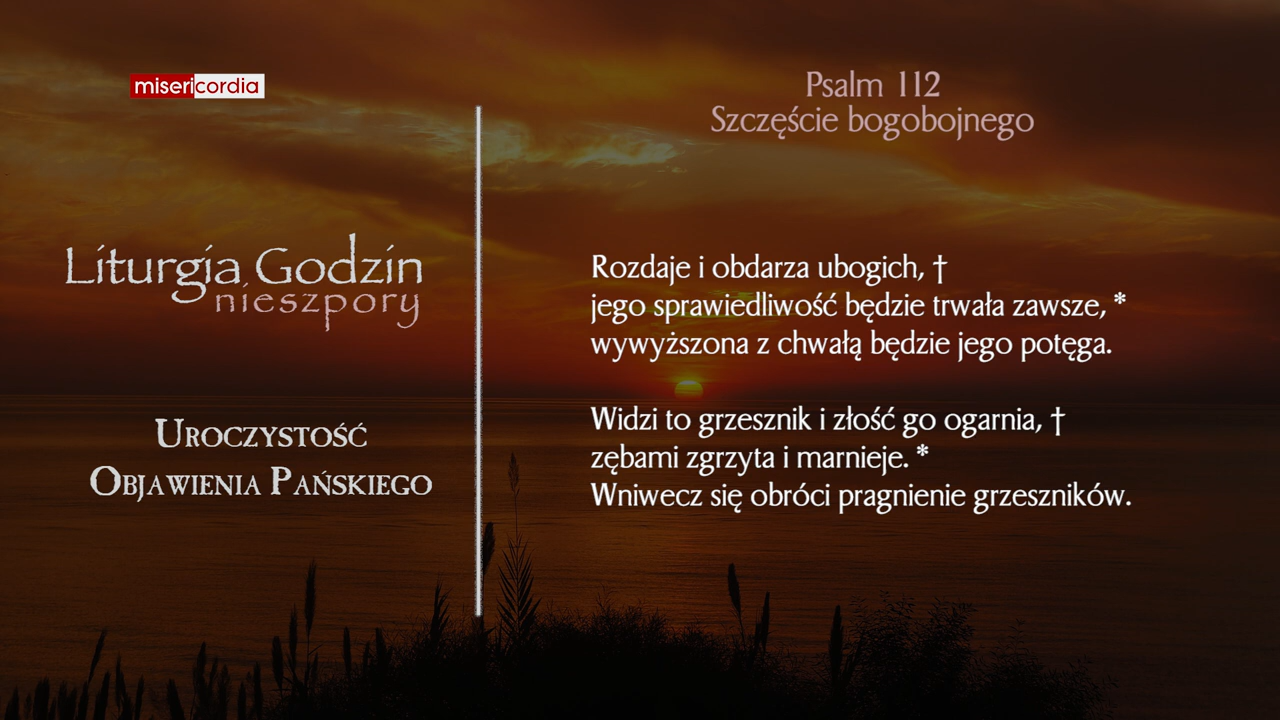 misericordia
Psalm 112
Szczęście bogobojnego
Liturgia Godzin
nieszpory
Uroczystość
Objawienia Pańskiego
Rozdaje i obdarza ubogich, †
jego sprawiedliwość będzie trwała zawsze, *
wywyższona z chwałą będzie jego potęga.
Widzi to grzesznik i złość go ogarnia, †
zębami zgrzyta i marnieje. *
Wniwecz się obróci pragnienie grzeszników.